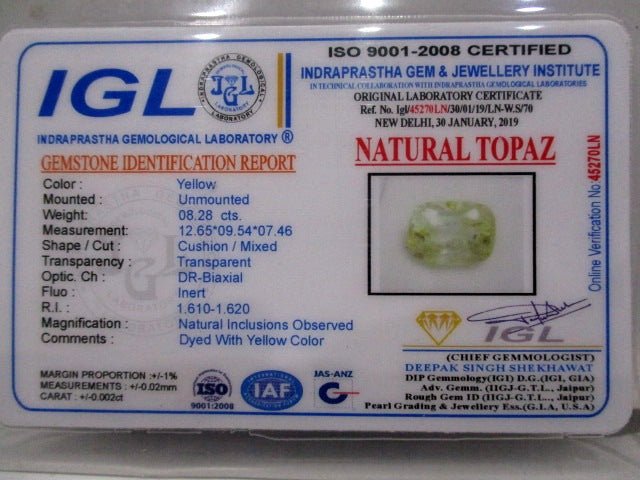 ISO 9001-2008 CERTIFIED
IGL
INDRAPRASTHA GEMOLOGICAL LABORATORY
IGL
INDRAPRASTHA GEMOLOGICAL LABORATORY ®
INDRAPRASTHA GEM & JEWELLERY INSTITUTE
IN TECHNICAL COLLABORATION WITH INDRAPRASTHA GEMOLOGICAL LABORATORIES
ORIGINAL LABORATORY CERTIFICATE
Ref. No. Igl/45270LN/30/01/19/LN-W.S/70
NEW DELHI, 30 JANUARY, 2019
GEMSTONE IDENTIFICATION REPORT
NATURAL TOPAZ
Color : Yellow
Mounted : Unmounted
Weight: 08.28 cts.
Measurement: 12.65*09.54*07.46
Shape / Cut : Cushion / Mixed
Transparency : Transparent
Optic. Ch : DR-Biaxial
Fluo : Inert
R.I. : 1.610-1.620
Magnification : Natural Inclusions Observed
Comments : Dyed With Yellow Color
Online Verification No: 45270LN
MARGIN PROPORTION :+/-1%
MEASUREMENTS : +/-0.02mm
CARAT : +/-0.002ct
ISO
9001:2008
IAF
JAS-ANZ
IGL
(CHIEF GEMMOLOGIST)
DEEPAK SINGH SHEKHAWAT
DIP Gemmology(IGI) D.G.(IGI, GIA)
Adv. Gemm. (IIGJ-G.T.L., Jaipur)
Rough Gem ID (IIGJ-G.T.L., Jaipur)
Pearl Grading & Jewellery Ess.(G.I.A, U.S.A)